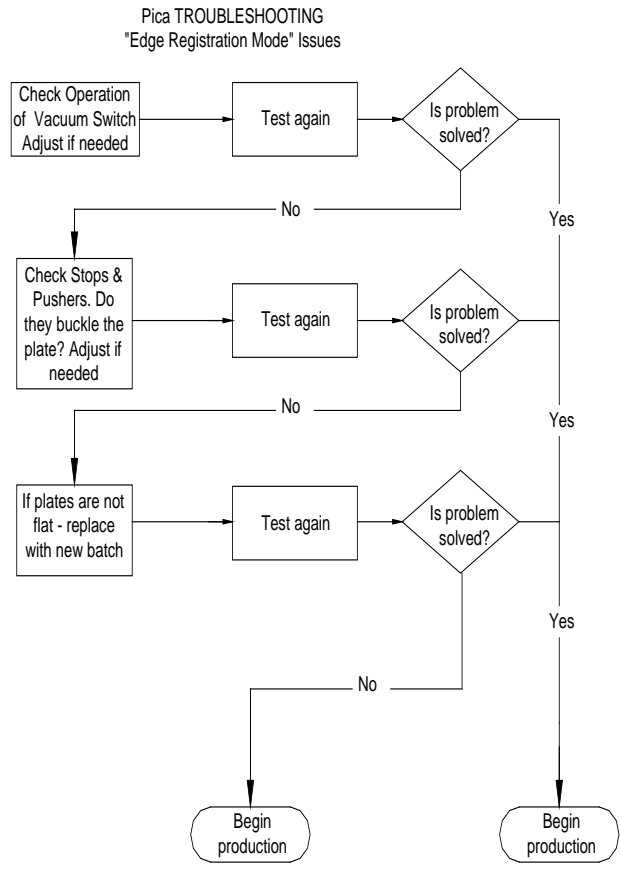 Pica TROUBLESHOOTING
"Edge Registration Mode" Issues
Check Operation
of Vacuum Switch
Adjust if needed
Test again
Is problem
solved?
No
Yes
Check Stops &
Pushers. Do
they buckle the
plate? Adjust if
needed
Test again
Is problem
solved?
No
Yes
If plates are not
flat - replace
with new batch
Test again
Is problem
solved?
Yes
No
Begin
production
Begin
production